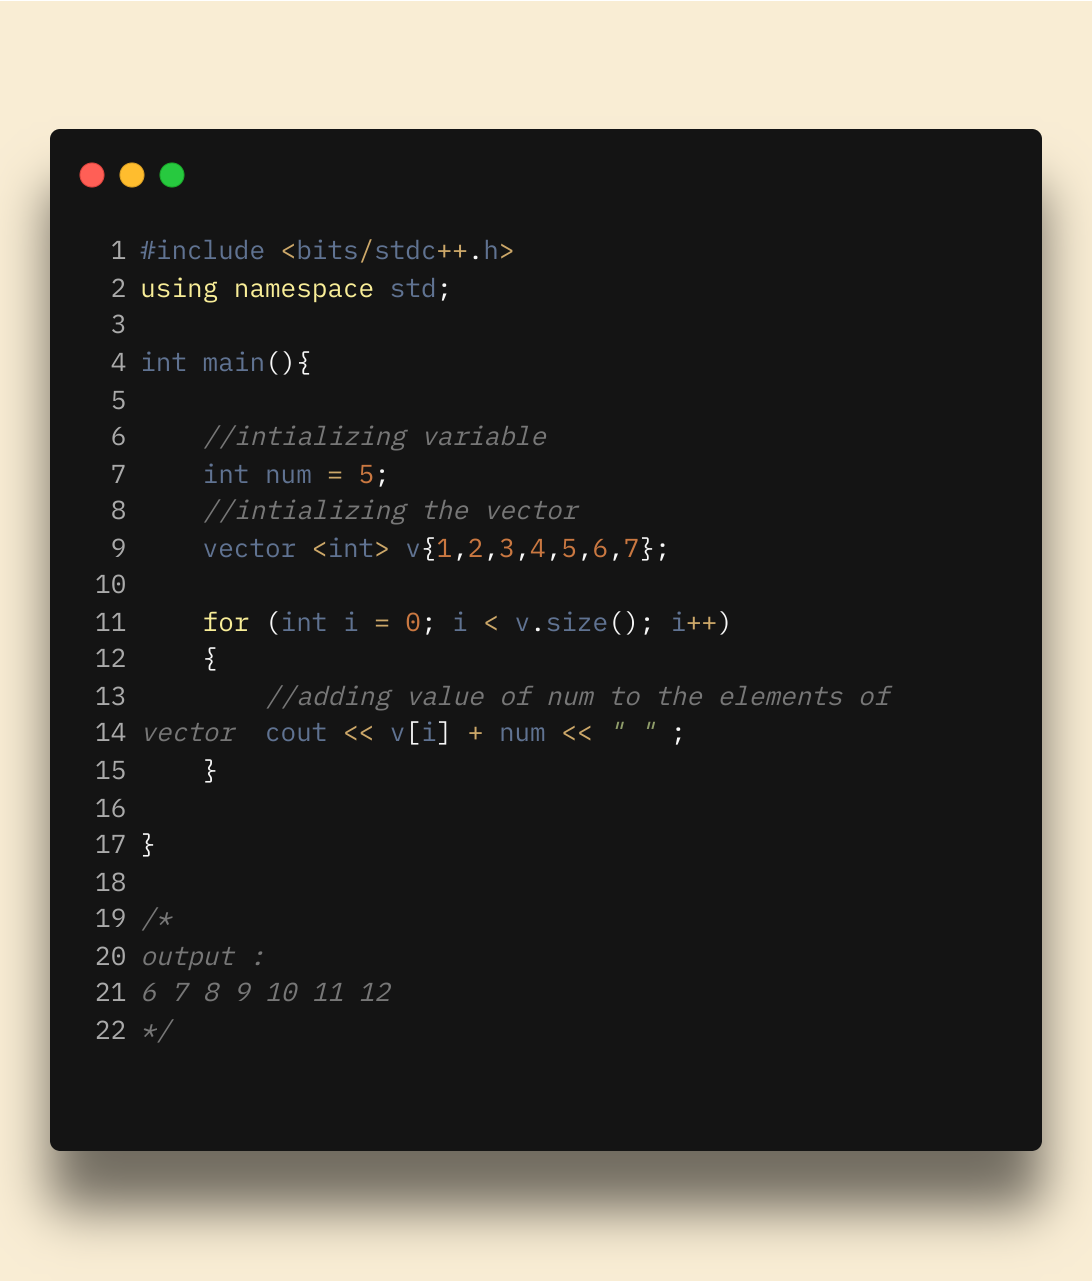 1 #include <bits/stdc++.h>
2 using namespace std;
3
4 int main(){
5
6     //intializing variable
7     int num = 5;
8     //intializing the vector
9     vector <int> v{1,2,3,4,5,6,7};
10
11     for (int i = 0; i < v.size(); i++)
12     {
13         //adding value of num to the elements of
14 vector  cout << v[i] + num << " " ;
15     }
16
17 }
18
19 /*
20 output :
21 6 7 8 9 10 11 12
22 */